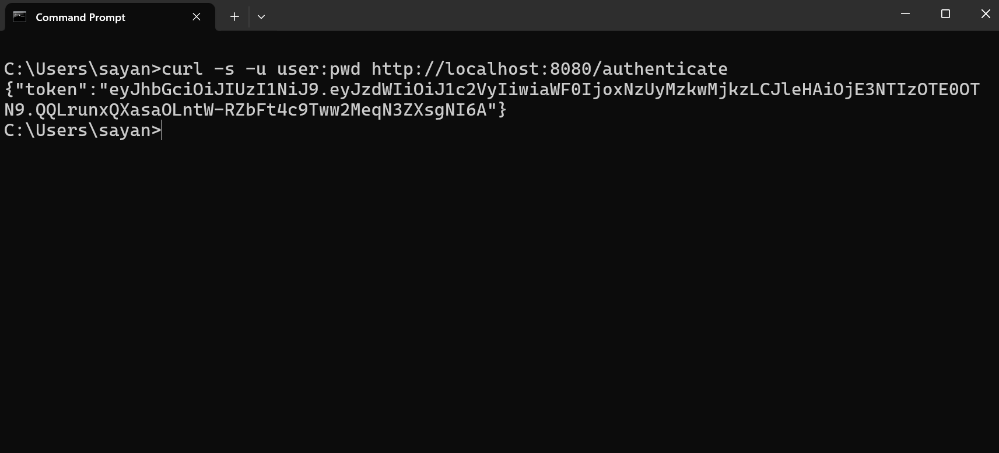 Command Prompt
C:\Users\sayan>curl -s -u user:pwd http://localhost:8080/authenticate
{"token":"eyJhbGciOiJIUzI1NiJ9.eyJzdWIiOiJ1c2VyIiwiaWF0IjoxNzUyMzkwMjkzLCJleHAiOjE3NTIzOTE0OT
N9.QQLrunxQXasaOLntW-RZbFt4c9Tww2MeqN3ZXsgNI6A"}
C:\Users\sayan>